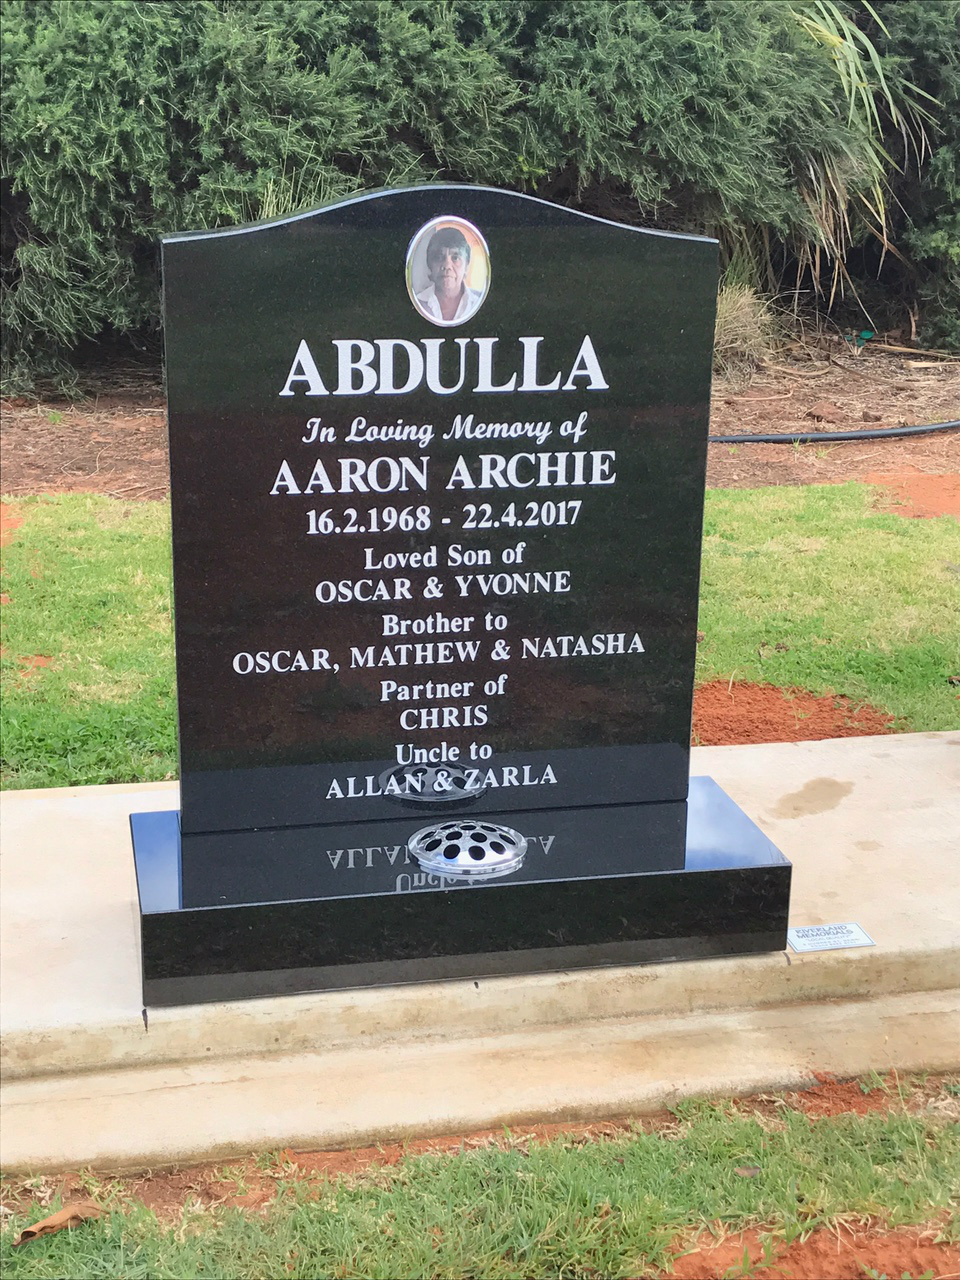 ABDULLA
In Loving Memory of
AARON ARCHIE
16.2.1968 - 22.4.2017
Loved Son of
OSCAR & YVONNE
Brother to
OSCAR, MATHEW & NATASHA
Partner of
CHRIS
Uncle to
ALLAN & ZARLA
RIVERLAND
MEMORIALS